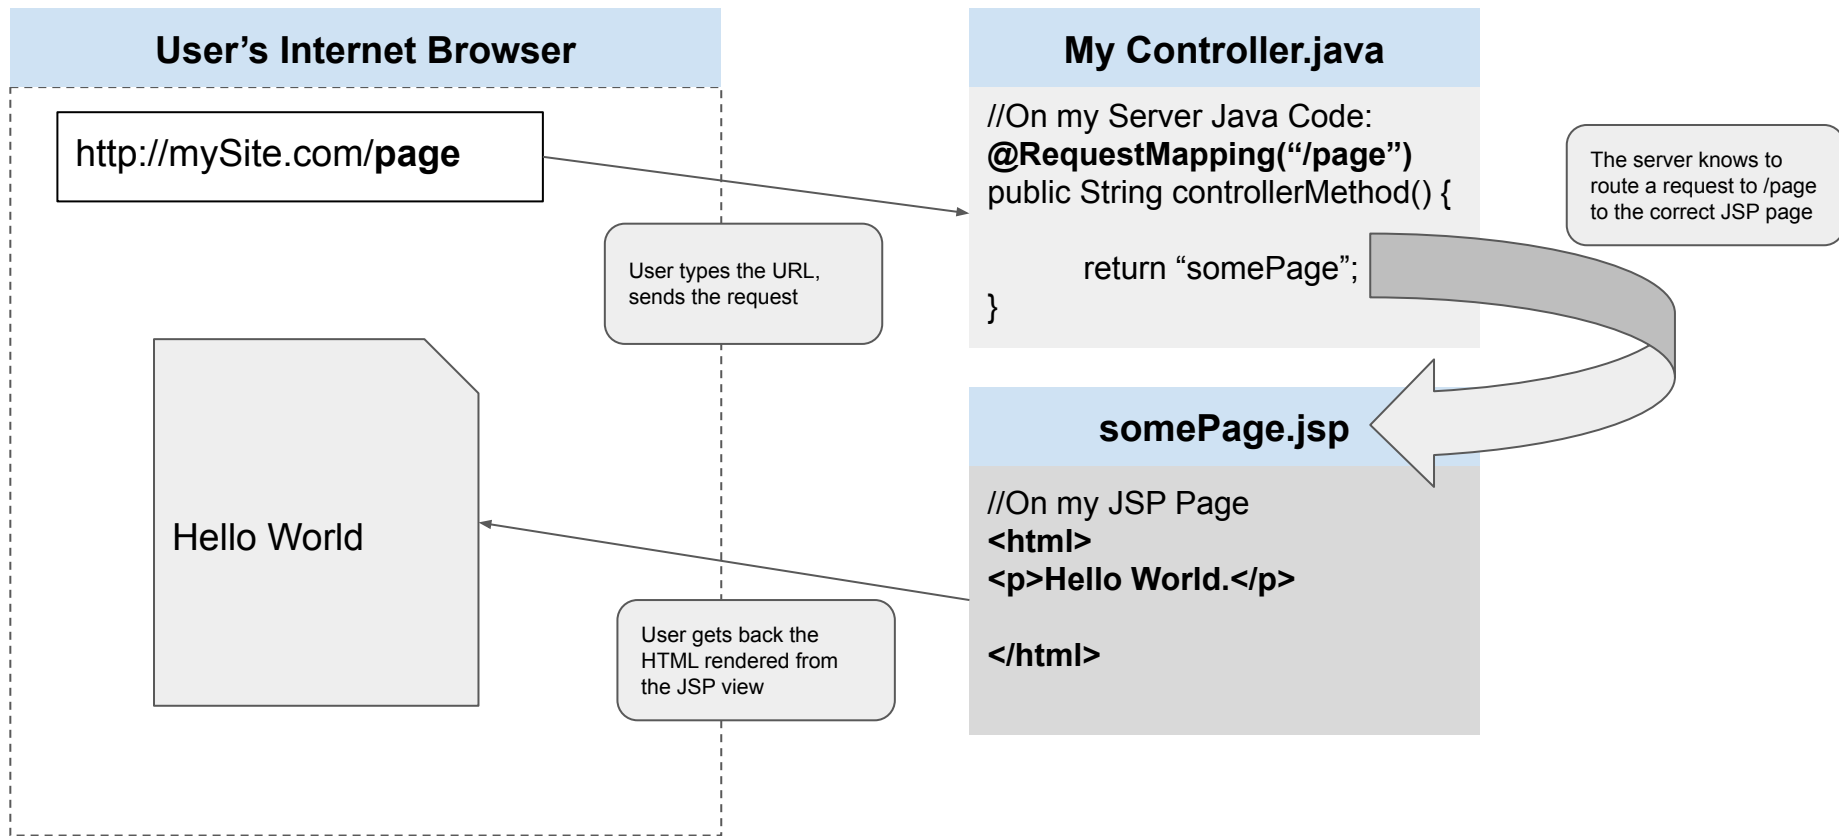 User’s Internet Browser
http://mySite.com/page
User types the URL,
sends the request
Hello World
User gets back the
HTML rendered from
the JSP view
My Controller.java
//On my Server Java Code:
@RequestMapping(“/page”)
public String controllerMethod() {
return “somePage”;
}
The server knows to
route a request to /page
to the correct JSP page
somePage.jsp
//On my JSP Page
<html>
<p>Hello World.</p>
</html>